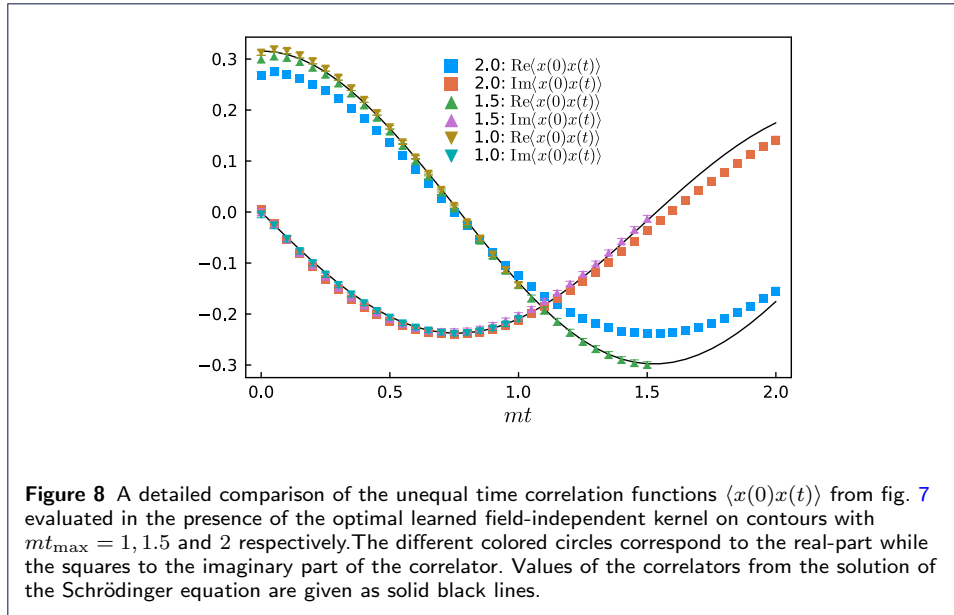 0.3
0.2
0.1
0.0
−0.1
−0.2
−0.3
2.0: Re⟨x(0)x(t)⟩
2.0: Im⟨x(0)x(t)⟩
1.5: Re⟨x(0)x(t)⟩
1.5: Im⟨x(0)x(t)⟩
1.0: Re⟨x(0)x(t)⟩
1.0: Im⟨x(0)x(t)⟩
0.0 0.5 1.0 1.5 2.0
mt
Figure 8 A detailed comparison of the unequal time correlation functions ⟨x(0)x(t)⟩ from fig. 7
evaluated in the presence of the optimal learned field-independent kernel on contours with
mt_max = 1, 1.5 and 2 respectively.The different colored circles correspond to the real-part while
the squares to the imaginary part of the correlator. Values of the correlators from the solution of
the Schrödinger equation are given as solid black lines.